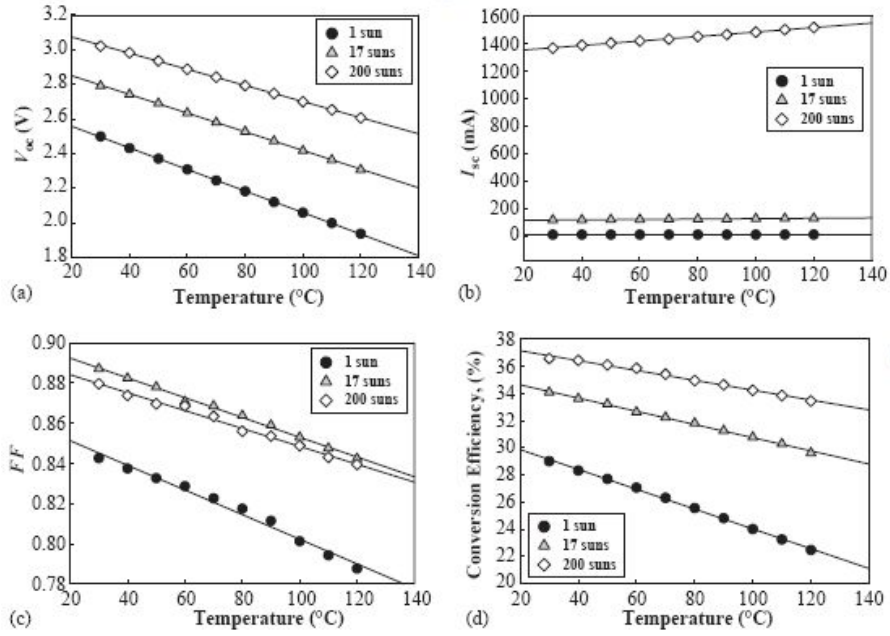 3.2
3.0
2.8
2.6
2.4
2.2
2.0
1.8
V_oc (V)
1 sun
17 suns
200 suns
20 40 60 80 100 120 140
(a) Temperature (°C)
1600
1400
1200
1000
800
600
400
200
0
I_sc (mA)
1 sun
17 suns
200 suns
20 40 60 80 100 120 140
(b) Temperature (°C)
0.90
0.88
0.86
0.84
0.82
0.80
0.78
FF
1 sun
17 suns
200 suns
20 40 60 80 100 120 140
(c) Temperature (°C)
38
36
34
32
30
28
26
24
22
20
Conversion Efficiency, (%)
1 sun
17 suns
200 suns
20 40 60 80 100 120 140
(d) Temperature (°C)